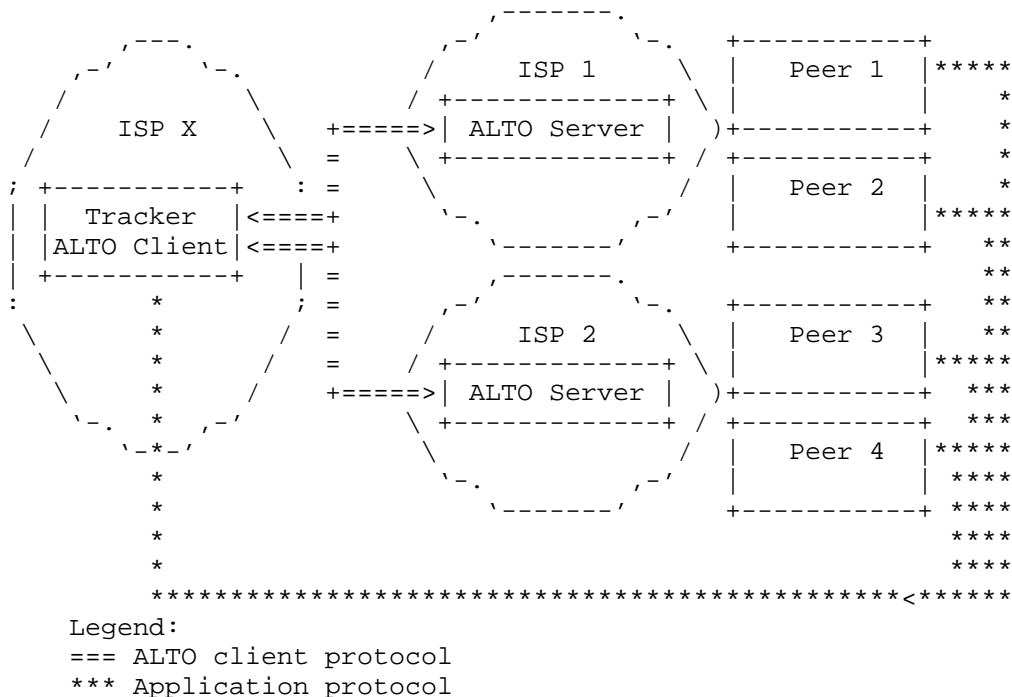 ISP 1
Peer 1
ISP X
ALTO Server
Peer 2
Tracker
ALTO Client
ISP 2
Peer 3
ALTO Server
Peer 4
Legend:
=== ALTO client protocol
*** Application protocol